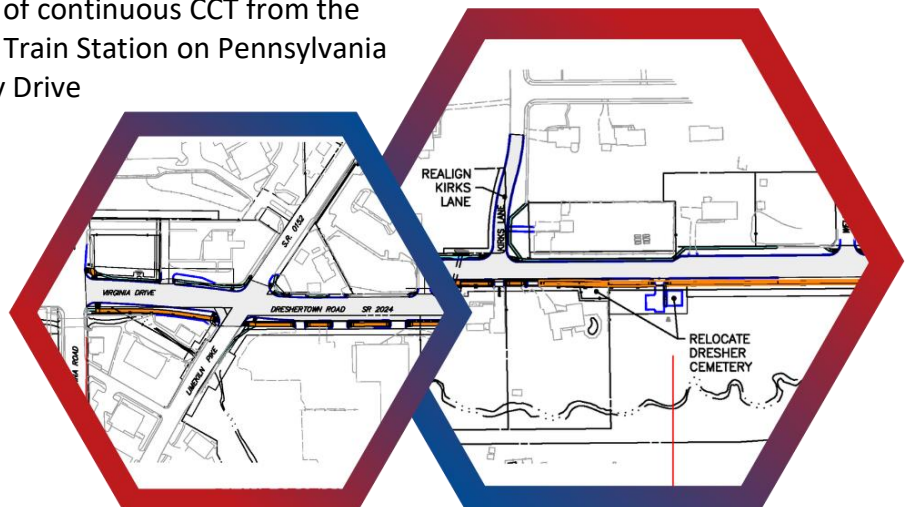 of continuous CCT from the
Train Station on Pennsylvania
Drive
REALIGN
KIRKS
LANE
KIRKS LANE
S.R. 0152
VIRGINIA DRIVE
DRESHERTOWN ROAD SR 2024
LIMEKILN PIKE
ROAD
RELOCATE
DRESHER
CEMETERY